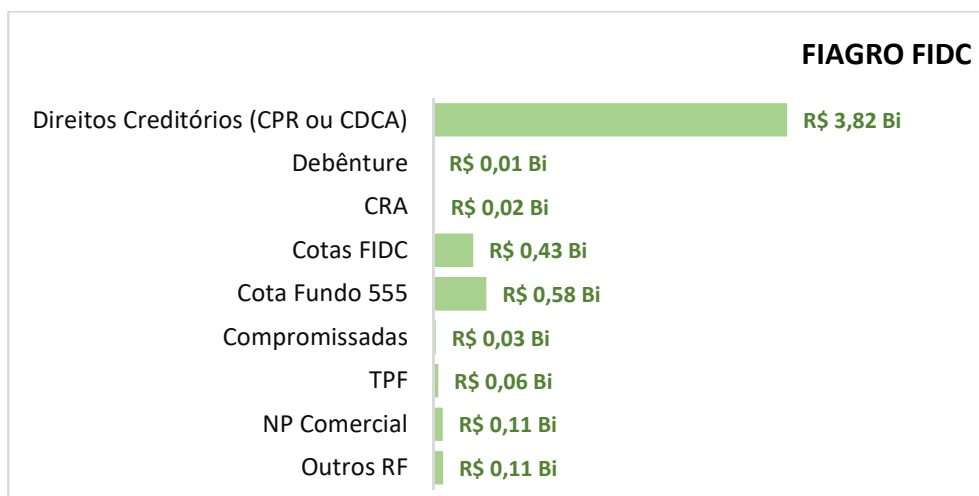 FIAGRO FIDC
Direitos Creditórios (CPR ou CDCA) R$ 3,82 Bi
Debênture R$ 0,01 Bi
CRA R$ 0,02 Bi
Cotas FIDC R$ 0,43 Bi
Cota Fundo 555 R$ 0,58 Bi
Compromissadas R$ 0,03 Bi
TPF R$ 0,06 Bi
NP Comercial R$ 0,11 Bi
Outros RF R$ 0,11 Bi